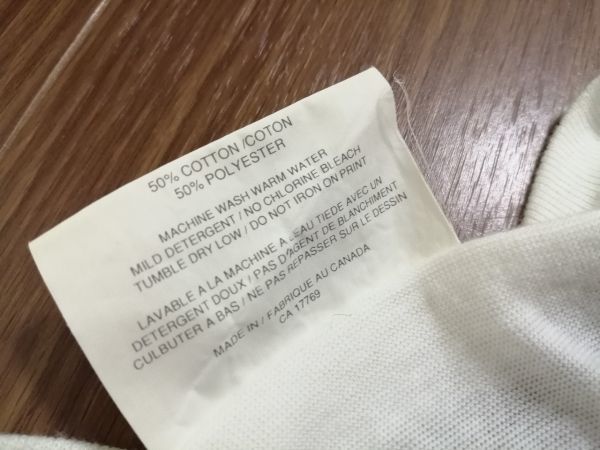 50% COTTON /COTON
50% POLYESTER
MACHINE WASH WARM WATER
MILD DETERGENT / NO CHLORINE BLEACH
TUMBLE DRY LOW / DO NOT IRON ON PRINT
LAVABLE A LA MACHINE A EAU TIEDE AVEC UN
DETERGENT DOUX / PAS D'AGENT DE BLANCHIMENT
CULBUTER A BAS / NE PAS REPASSER SUR LE DESSIN
MADE IN / FABRIQUE AU CANADA
CA 17769